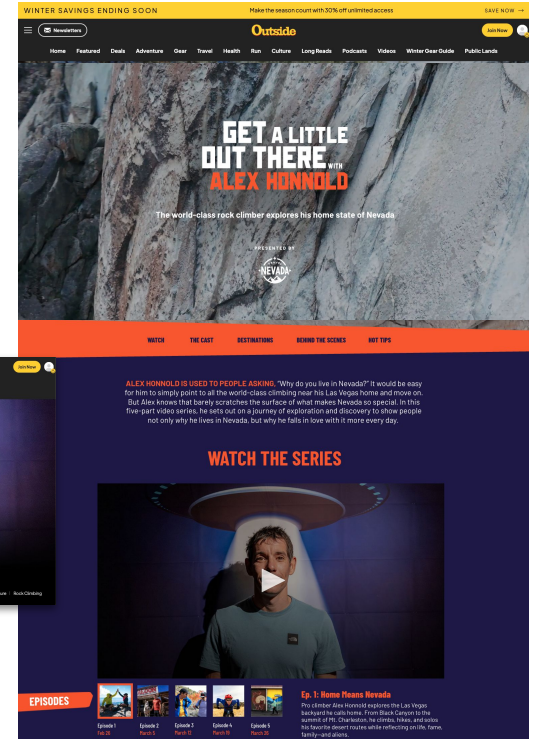 WINTER SAVINGS ENDING SOON
Make the season count with 30% off unlimited access
SAVE NOW →
Newsletters
Outside
Join Now
Home Featured Deals Adventure Gear Travel Health Run Culture Long Reads Podcasts Videos Winter Gear Guide Public Lands
GET A LITTLE
OUT THERE WITH
ALEX HONNOLD
The world-class rock climber explores his home state of Nevada
PRESENTED BY
NEVADA
WATCH THE CAST DESTINATIONS BEHIND THE SCENES HOT TIPS
Join Now
ALEX HONNOLD IS USED TO PEOPLE ASKING, "Why do you live in Nevada?" It would be easy
for him to simply point to all the world-class climbing near his Las Vegas home and move on.
But Alex knows that barely scratches the surface of what makes Nevada so special. In this
five-part video series, he sets out on a journey of exploration and discovery to show people
not only why he lives in Nevada, but why he falls in love with it more every day.
WATCH THE SERIES
Rock Climbing
EPISODES
Episode 1
Feb 26
Episode 2
March 5
Episode 3
March 12
Episode 4
March 19
Episode 5
March 26
Ep. 1: Home Means Nevada
Pro climber Alex Honnold explores the Las Vegas
backyard he calls home. From Black Canyon to the
summit of Mt. Charleston, he climbs, hikes, and solos
his favorite desert routes while reflecting on life, fame,
family—and aliens.